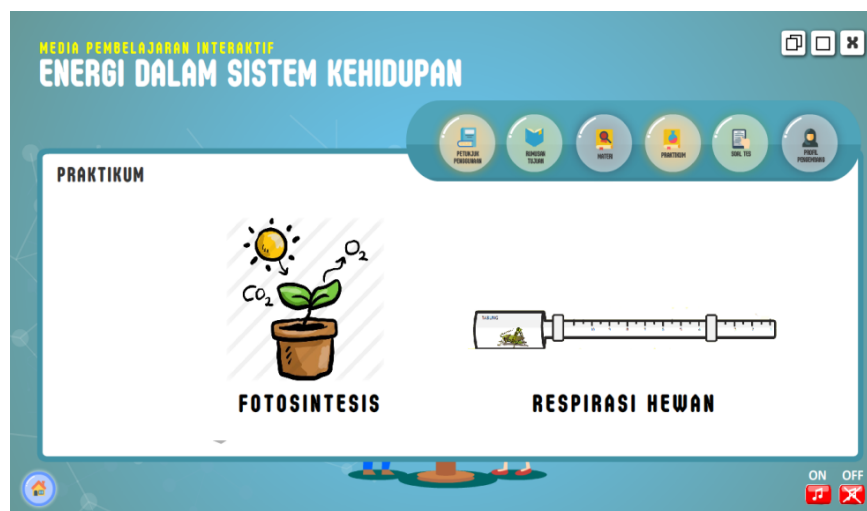 MEDIA PEMBELAJARAN INTERAKTIF
ENERGI DALAM SISTEM KEHIDUPAN
PETUNJUK
PENGGUNAAN
RUMUSAN
TUJUAN
MATERI
PRAKTIKUM
SOAL TES
PROFIL
PENGEMBANG
PRAKTIKUM
O2
CO2
TABUNG
FOTOSINTESIS
RESPIRASI HEWAN
ON OFF